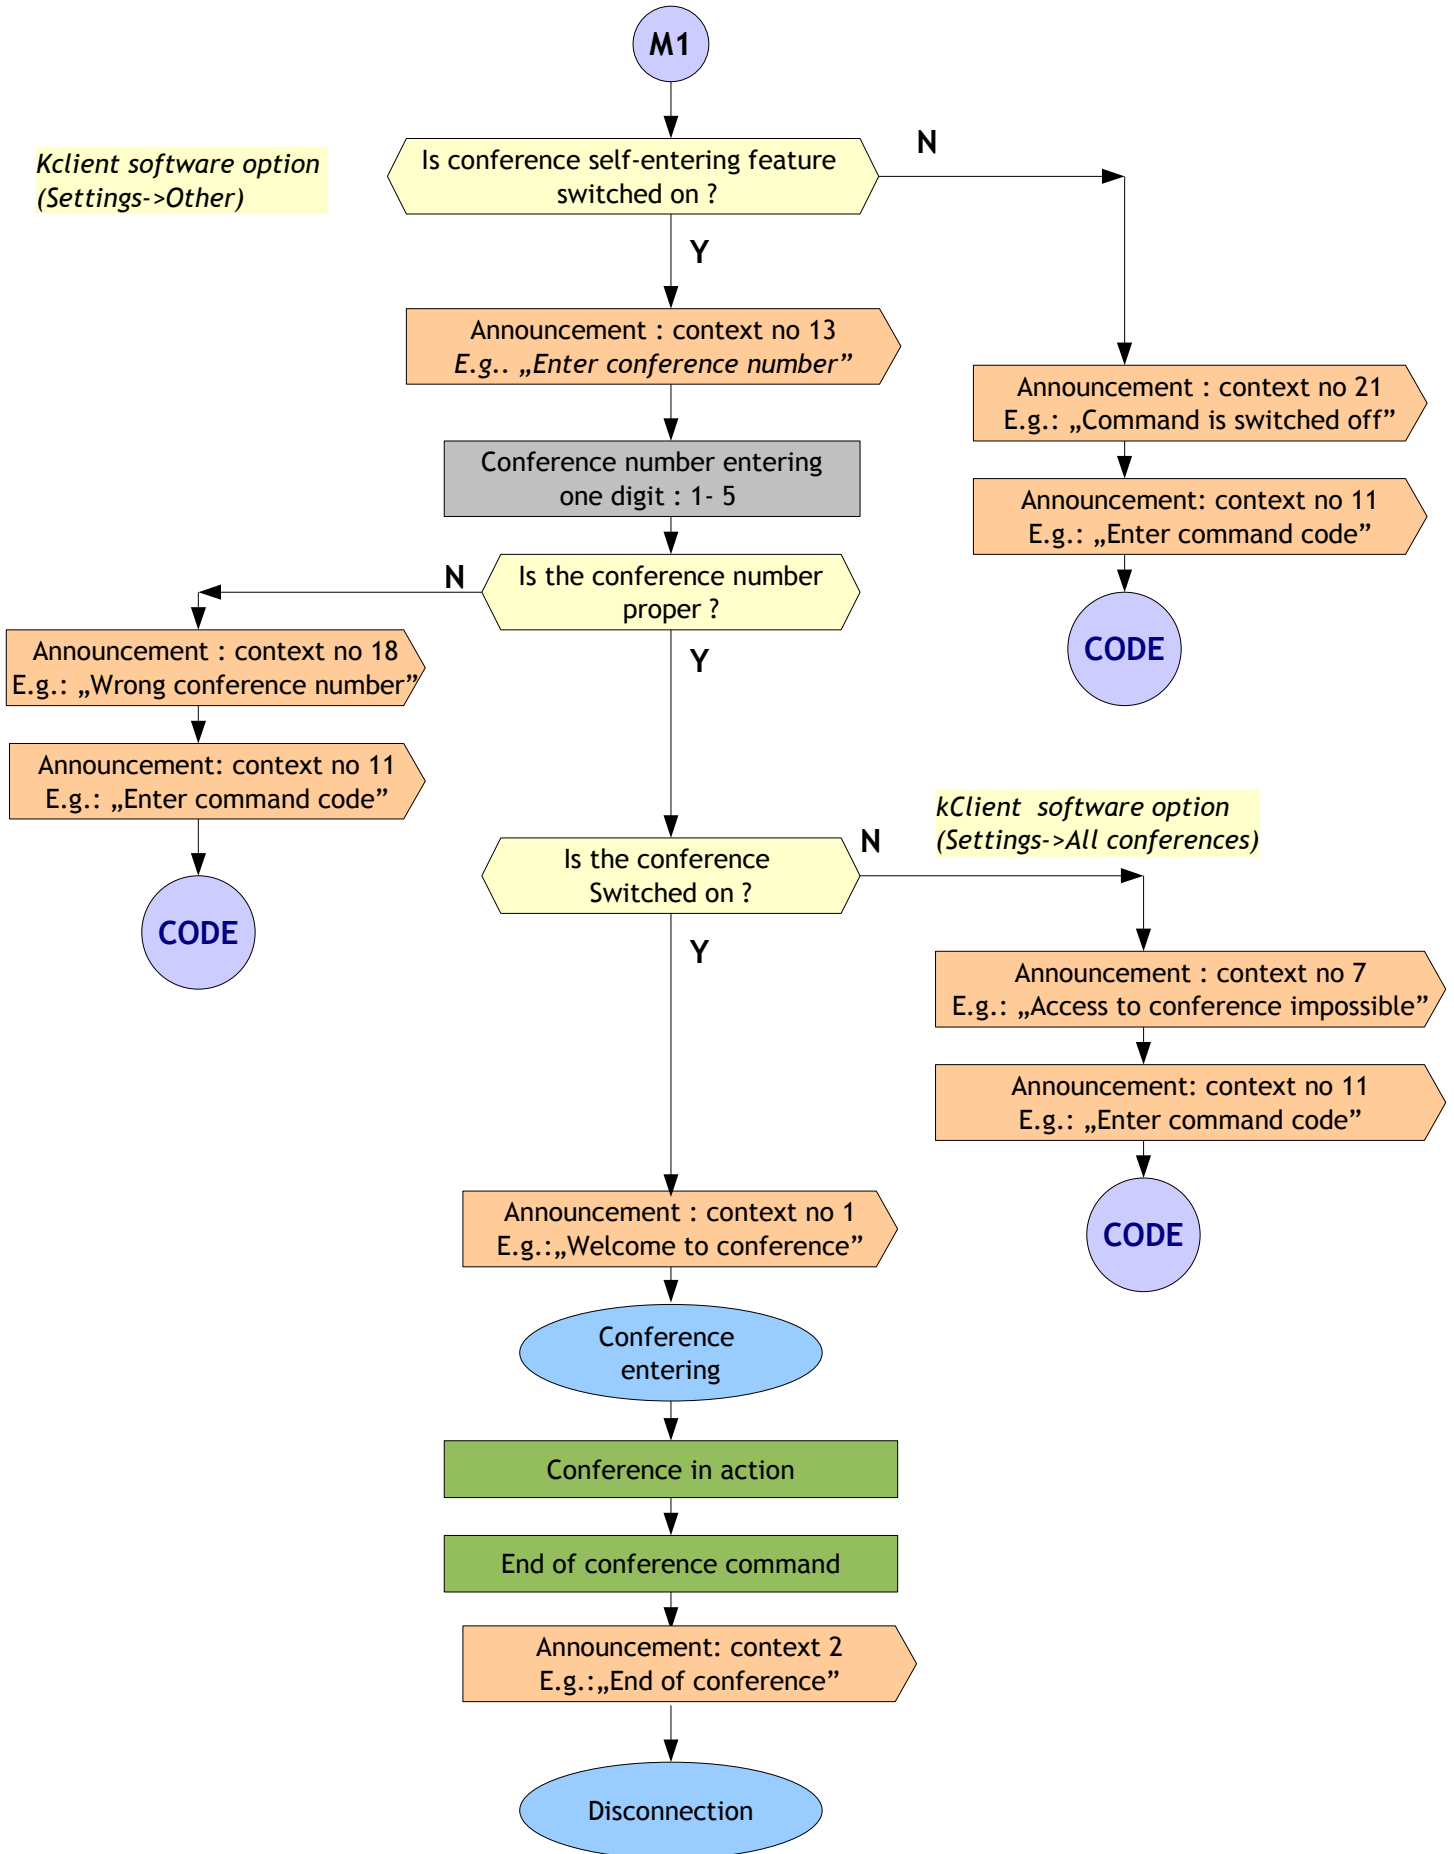 M1
Is conference self-entering feature
switched on ?
N
Kclient software option
(Settings->Other)
Y
Announcement : context no 13
E.g.. „Enter conference number”
Announcement : context no 21
E.g.: „Command is switched off”
Conference number entering
one digit : 1- 5
Announcement: context no 11
E.g.: „Enter command code”
N
Is the conference number
proper ?
CODE
Announcement : context no 18
E.g.: „Wrong conference number”
Y
Announcement: context no 11
E.g.: „Enter command code”
kClient  software option
(Settings->All conferences)
N
Is the conference
Switched on ?
CODE
Y
Announcement : context no 7
E.g.: „Access to conference impossible”
Announcement: context no 11
E.g.: „Enter command code”
Announcement : context no 1
E.g.:„Welcome to conference”
CODE
Conference
entering
Conference in action
End of conference command
Announcement: context 2
E.g.:„End of conference”
Disconnection